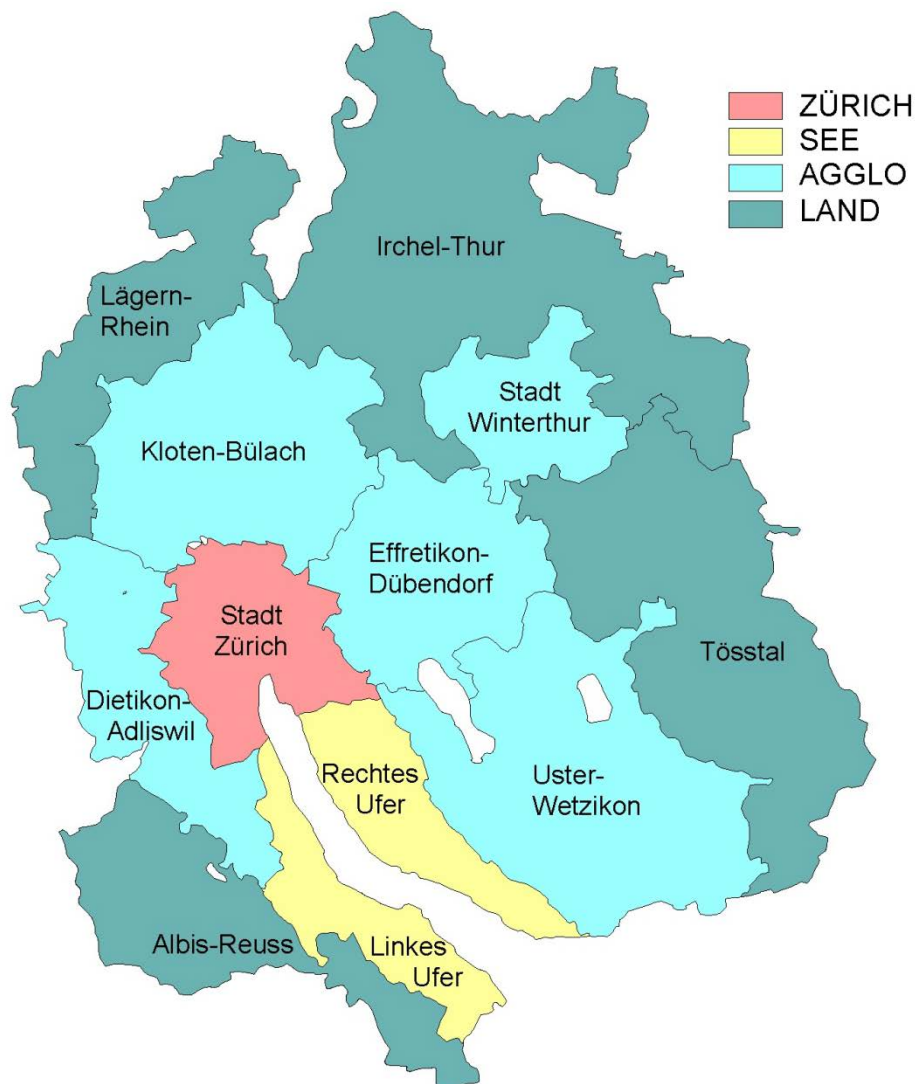 ZÜRICH
SEE
AGGLO
LAND
Irchel-Thur
Lägern-
Rhein
Stadt
Winterthur
Kloten-Bülach
Effretikon-
Dübendorf
Stadt
Zürich
Tösstal
Dietikon-
Adliswil
Rechtes
Ufer
Uster-
Wetzikon
Albis-Reuss
Linkes
Ufer